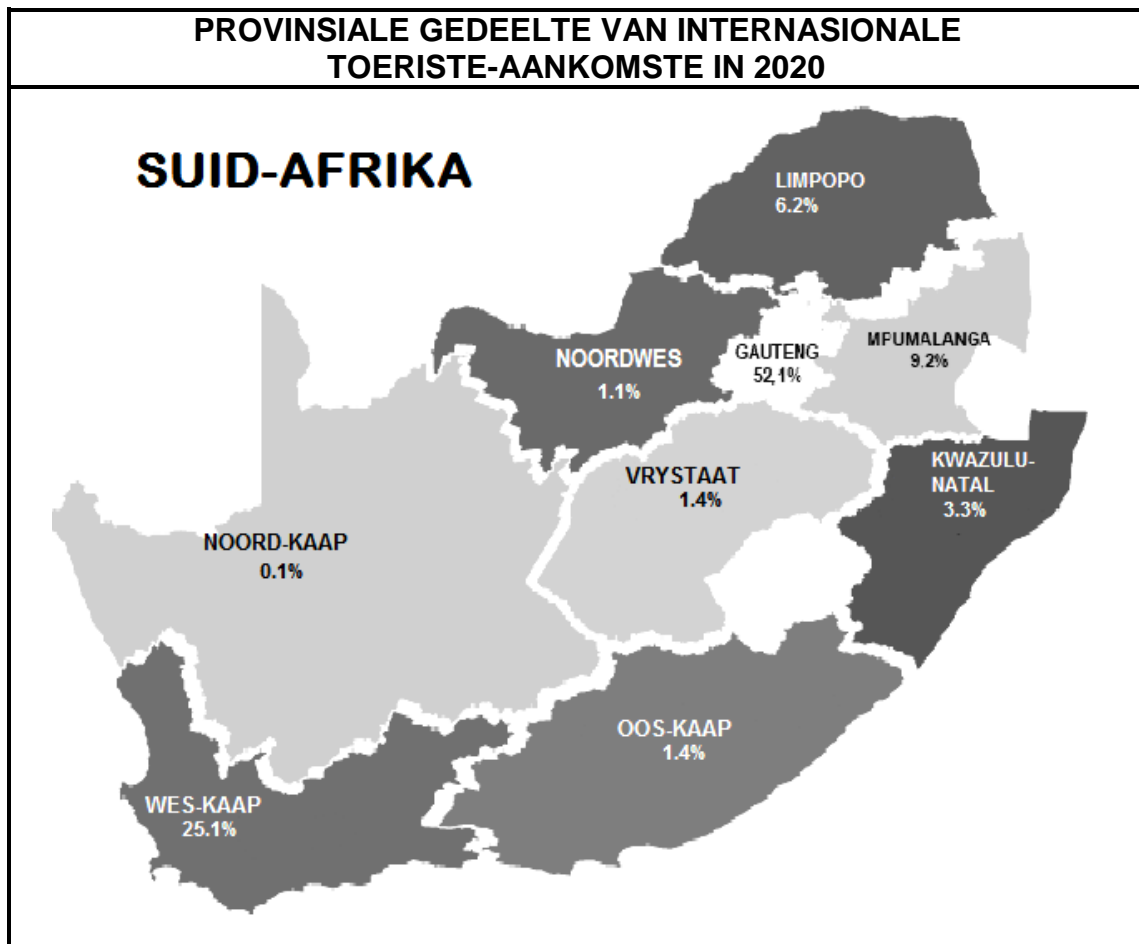 PROVINSIALE GEDEELTE VAN INTERNASIONALE
TOERISTE-AANKOMSTE IN 2020
SUID-AFRIKA
LIMPOPO
6.2%
MPUMALANGA
9.2%
GAUTENG
52,1%
NOORDWES
1.1%
KWAZULU-
NATAL
3.3%
VRYSTAAT
1.4%
NOORD-KAAP
0.1%
OOS-KAAP
1.4%
WES-KAAP
25.1%